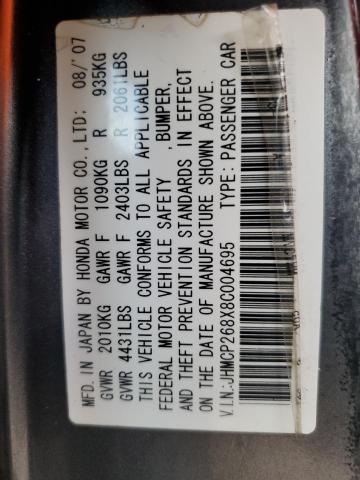 MFD. IN JAPAN BY HONDA MOTOR CO., LTD: 08/'07
GVWR 2010KG GAWR F 1090KG R 935KG
GVWR 4431LBS GAWR F 2403LBS R 2061LBS
THIS VEHICLE CONFORMS TO ALL APPLICABLE
FEDERAL MOTOR VEHICLE SAFETY ,BUMPER,
AND THEFT PREVENTION STANDARDS IN EFFECT
ON THE DATE OF MANUFACTURE SHOWN ABOVE.
V.I.N.:JHMCP268X8C004695 TYPE: PASSENGER CAR